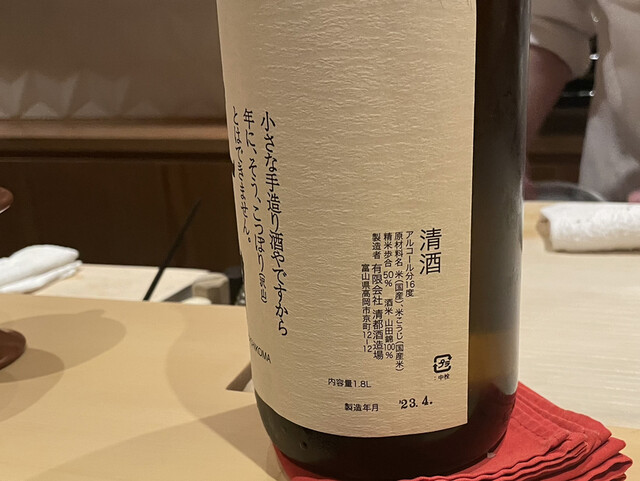 清酒
アルコール分16度
原材料名 米(国産)、米こうじ(国産米)
精米歩合 50% 酒米 山田錦100%
製造者 有限会社 清都酒造場
富山県高岡市京町12-12
小さな手造り酒やですから
年に、そう、こっぽり(沢山)
とはできません。
内容量1.8L
製造年月 '23.4.
:中栓